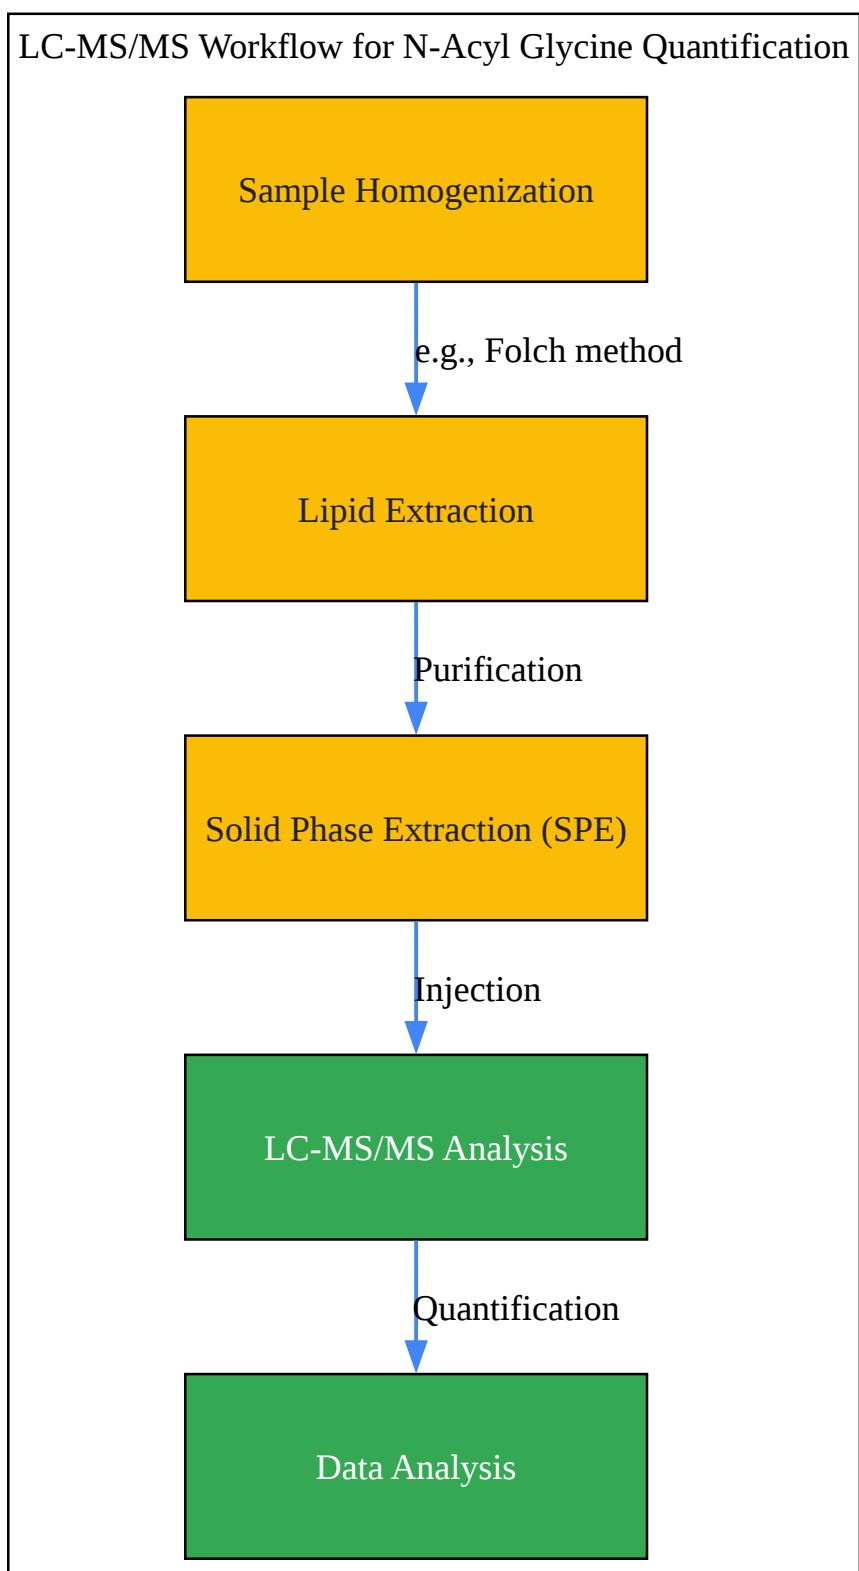 LC-MS/MS Workflow for N-Acyl Glycine Quantification
Sample Homogenization
e.g., Folch method
Lipid Extraction
Purification
Solid Phase Extraction (SPE)
Injection
LC-MS/MS Analysis
Quantification
Data Analysis